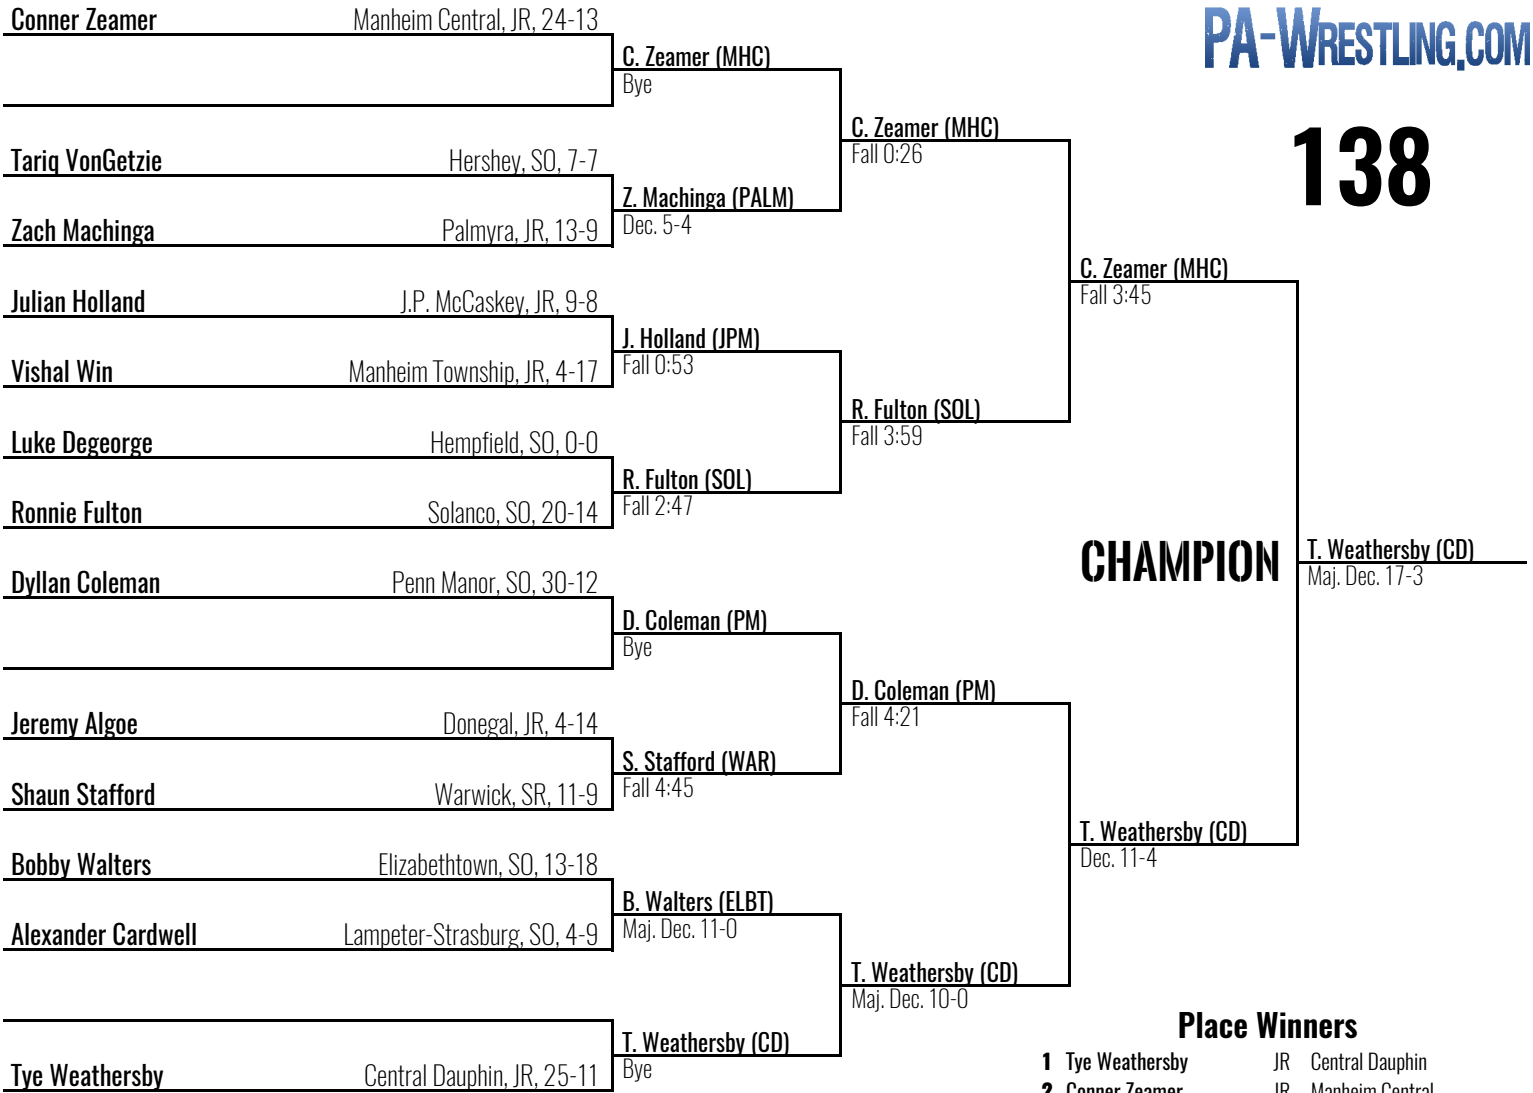 PA-WRESTLING.COM
138
Conner Zeamer Manheim Central, JR, 24-13
C. Zeamer (MHC)
Bye
Tariq VonGetzie Hershey, SO, 7-7
Zach Machinga Palmyra, JR, 13-9
Z. Machinga (PALM)
Dec. 5-4
C. Zeamer (MHC)
Fall 0:26
Julian Holland J.P. McCaskey, JR, 9-8
Vishal Win Manheim Township, JR, 4-17
J. Holland (JPM)
Fall 0:53
Luke Degeorge Hempfield, SO, 0-0
Ronnie Fulton Solanco, SO, 20-14
R. Fulton (SOL)
Fall 2:47
R. Fulton (SOL)
Fall 3:59
C. Zeamer (MHC)
Fall 3:45
Dyllan Coleman Penn Manor, SO, 30-12
D. Coleman (PM)
Bye
Jeremy Algoe Donegal, JR, 4-14
Shaun Stafford Warwick, SR, 11-9
S. Stafford (WAR)
Fall 4:45
D. Coleman (PM)
Fall 4:21
Bobby Walters Elizabethtown, SO, 13-18
Alexander Cardwell Lampeter-Strasburg, SO, 4-9
B. Walters (ELBT)
Maj. Dec. 11-0
Tye Weathersby Central Dauphin, JR, 25-11
T. Weathersby (CD)
Bye
T. Weathersby (CD)
Maj. Dec. 10-0
T. Weathersby (CD)
Dec. 11-4
CHAMPION
T. Weathersby (CD)
Maj. Dec. 17-3
Place Winners
1 Tye Weathersby JR Central Dauphin
2 Conner Zeamer JR Manheim Central